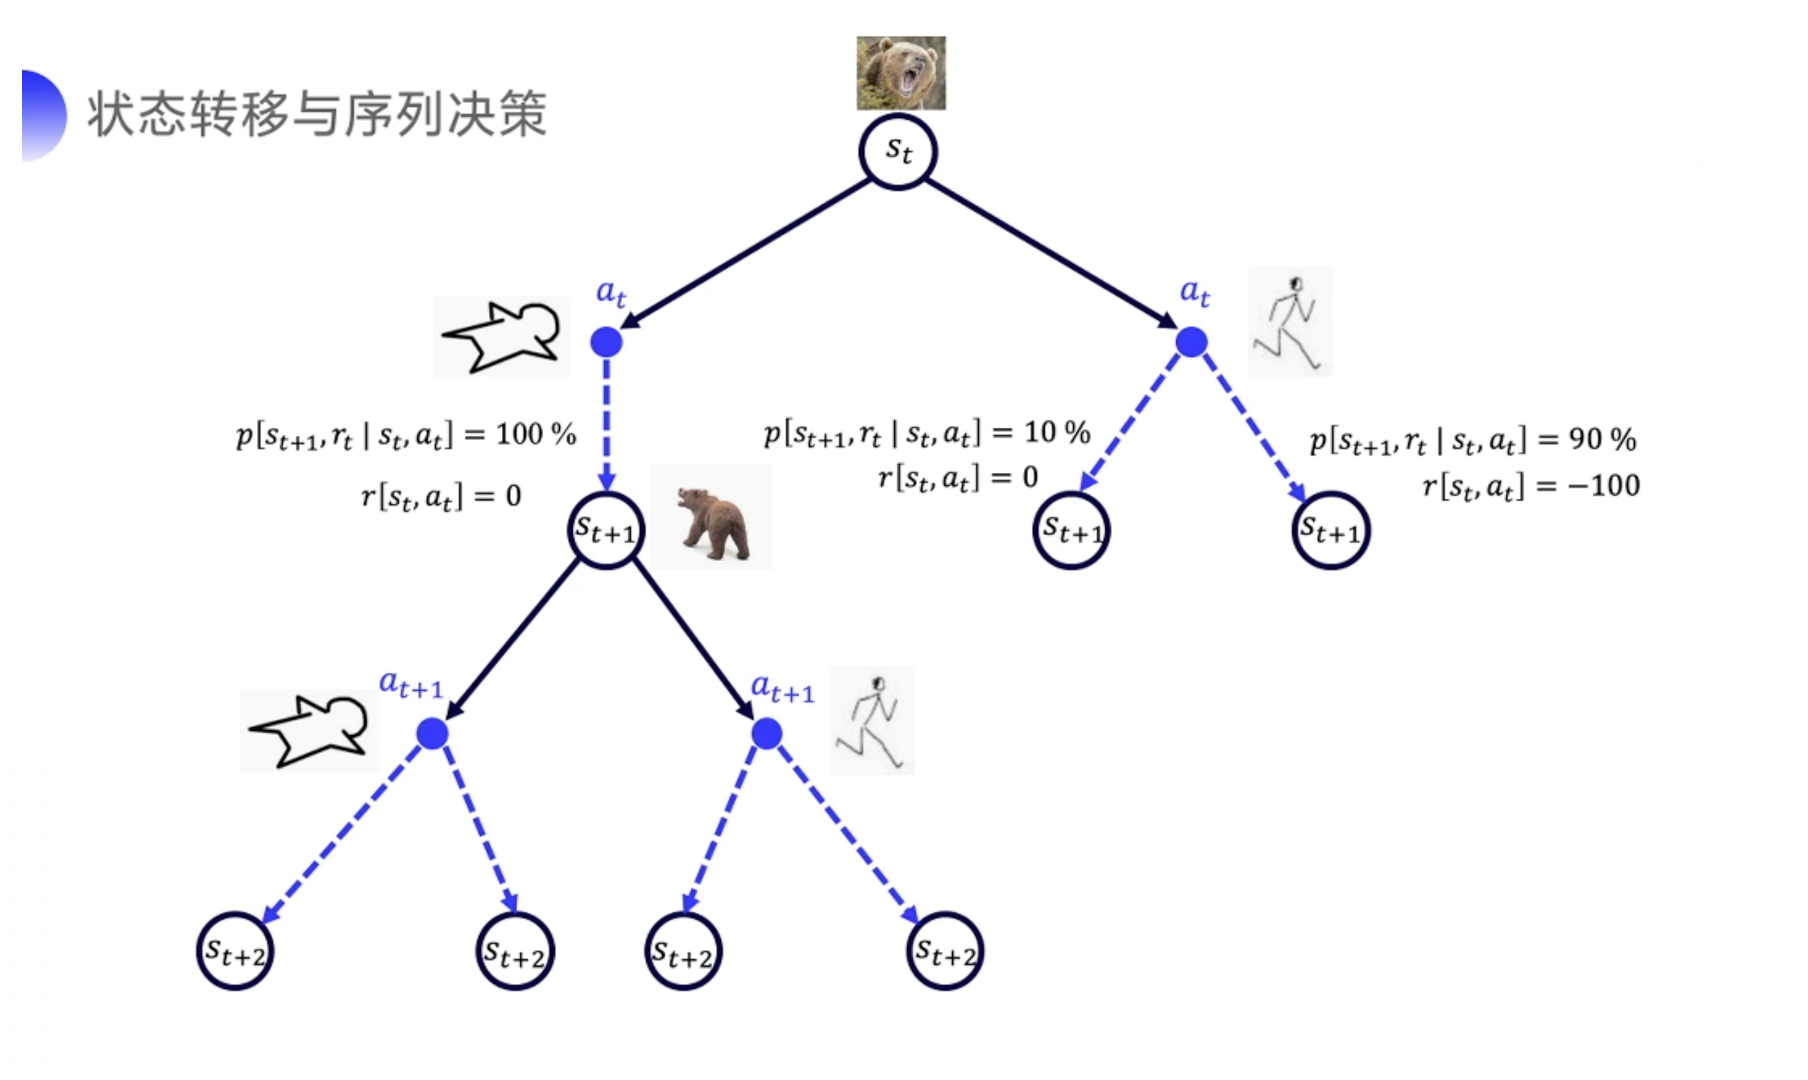 状态转移与序列决策
s_t
a_t
a_t
p[s_{t+1}, r_t | s_t, a_t] = 100 %
r[s_t, a_t] = 0
p[s_{t+1}, r_t | s_t, a_t] = 10 %
r[s_t, a_t] = 0
p[s_{t+1}, r_t | s_t, a_t] = 90 %
r[s_t, a_t] = −100
s_{t+1}
s_{t+1}
s_{t+1}
a_{t+1}
a_{t+1}
s_{t+2}
s_{t+2}
s_{t+2}
s_{t+2}